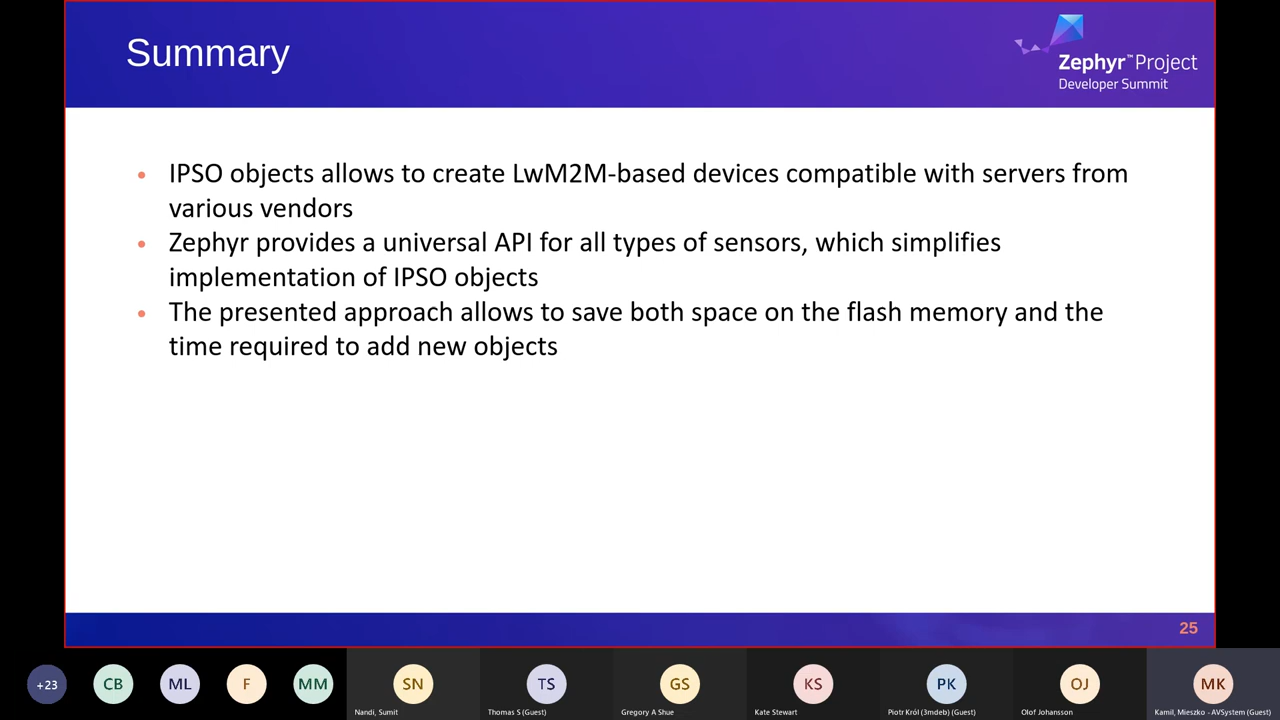 Summary
Zephyr™Project
Developer Summit
IPSO objects allows to create LwM2M-based devices compatible with servers from
various vendors
Zephyr provides a universal API for all types of sensors, which simplifies
implementation of IPSO objects
The presented approach allows to save both space on the flash memory and the
time required to add new objects
25
+23
CB
ML
F
MM
SN
TS
GS
KS
PK
OJ
MK
Nandi, Sumit
Thomas S (Guest)
Gregory A Shue
Kate Stewart
Piotr Król (3mdeb) (Guest)
Olof Johansson
Kamil, Mieszko - AVSystem (Guest)